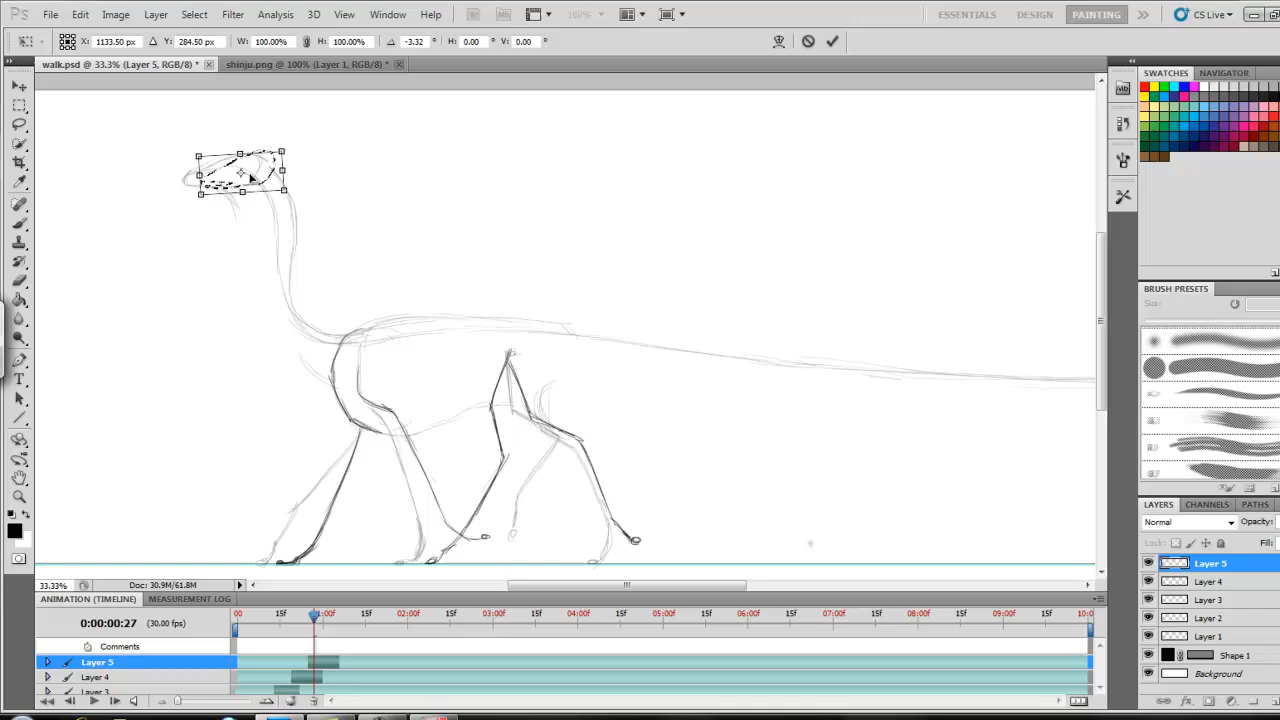 Ps File Edit Image Layer Select Filter Analysis 3D View Window Help 100% ESSENTIALS DESIGN PAINTING CS Live
X: 1133.50 px Y: 284.50 px W: 100.00% H: 100.00% -3.32 ° H: 0.00 ° V: 0.00 °
walk.psd @ 33.3% (Layer 5, RGB/8) * shinju.png @ 100% (Layer 1, RGB/8*) *
SWATCHES NAVIGATOR
BRUSH PRESETS
Size:
LAYERS CHANNELS PATHS
Normal Opacity:
Lock: Fill:
Layer 5
Layer 4
Layer 3
Layer 2
Layer 1
Shape 1
Background
33.33% Doc: 30.9M/61.8M
ANIMATION (TIMELINE) MEASUREMENT LOG
00 15f 01:00f 15f 02:00f 15f 03:00f 15f 04:00f 15f 05:00f 15f 06:00f 15f 07:00f 15f 08:00f 15f 09:00f 15f 10:0
0:00:00:27 (30.00 fps)
Comments
Layer 5
Layer 4
Layer 3